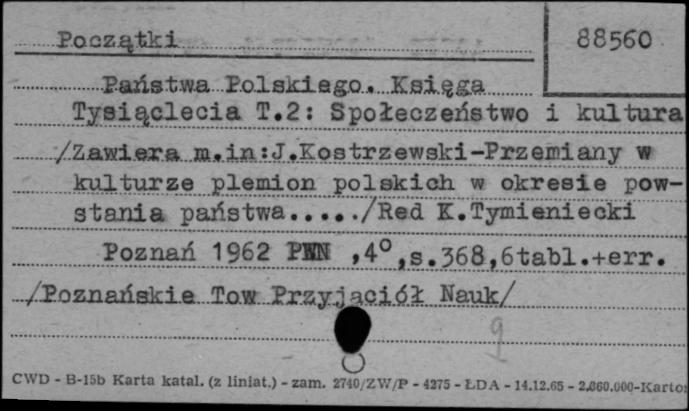 Początki
88560
Państwa Polskiego. Księga
Tysiąclecia T.2: Społeczeństwo i kultura
/Zawiera m.in:J.Kostrzewski-Przemiany w
kulturze plemion polskich w okresie pow-
stania państwa...../Red K.Tymieniecki
Poznań 1962 PWN ,4°,s.368,6tabl.+err.
/Poznańskie Tow Przyjaciół Nauk/
9
CWD - B-15b Karta katal. (z liniat.) - zam. 2740/ZW/P - 4275 - ŁDA - 14.12.65 - 2.860.000-Kartoi